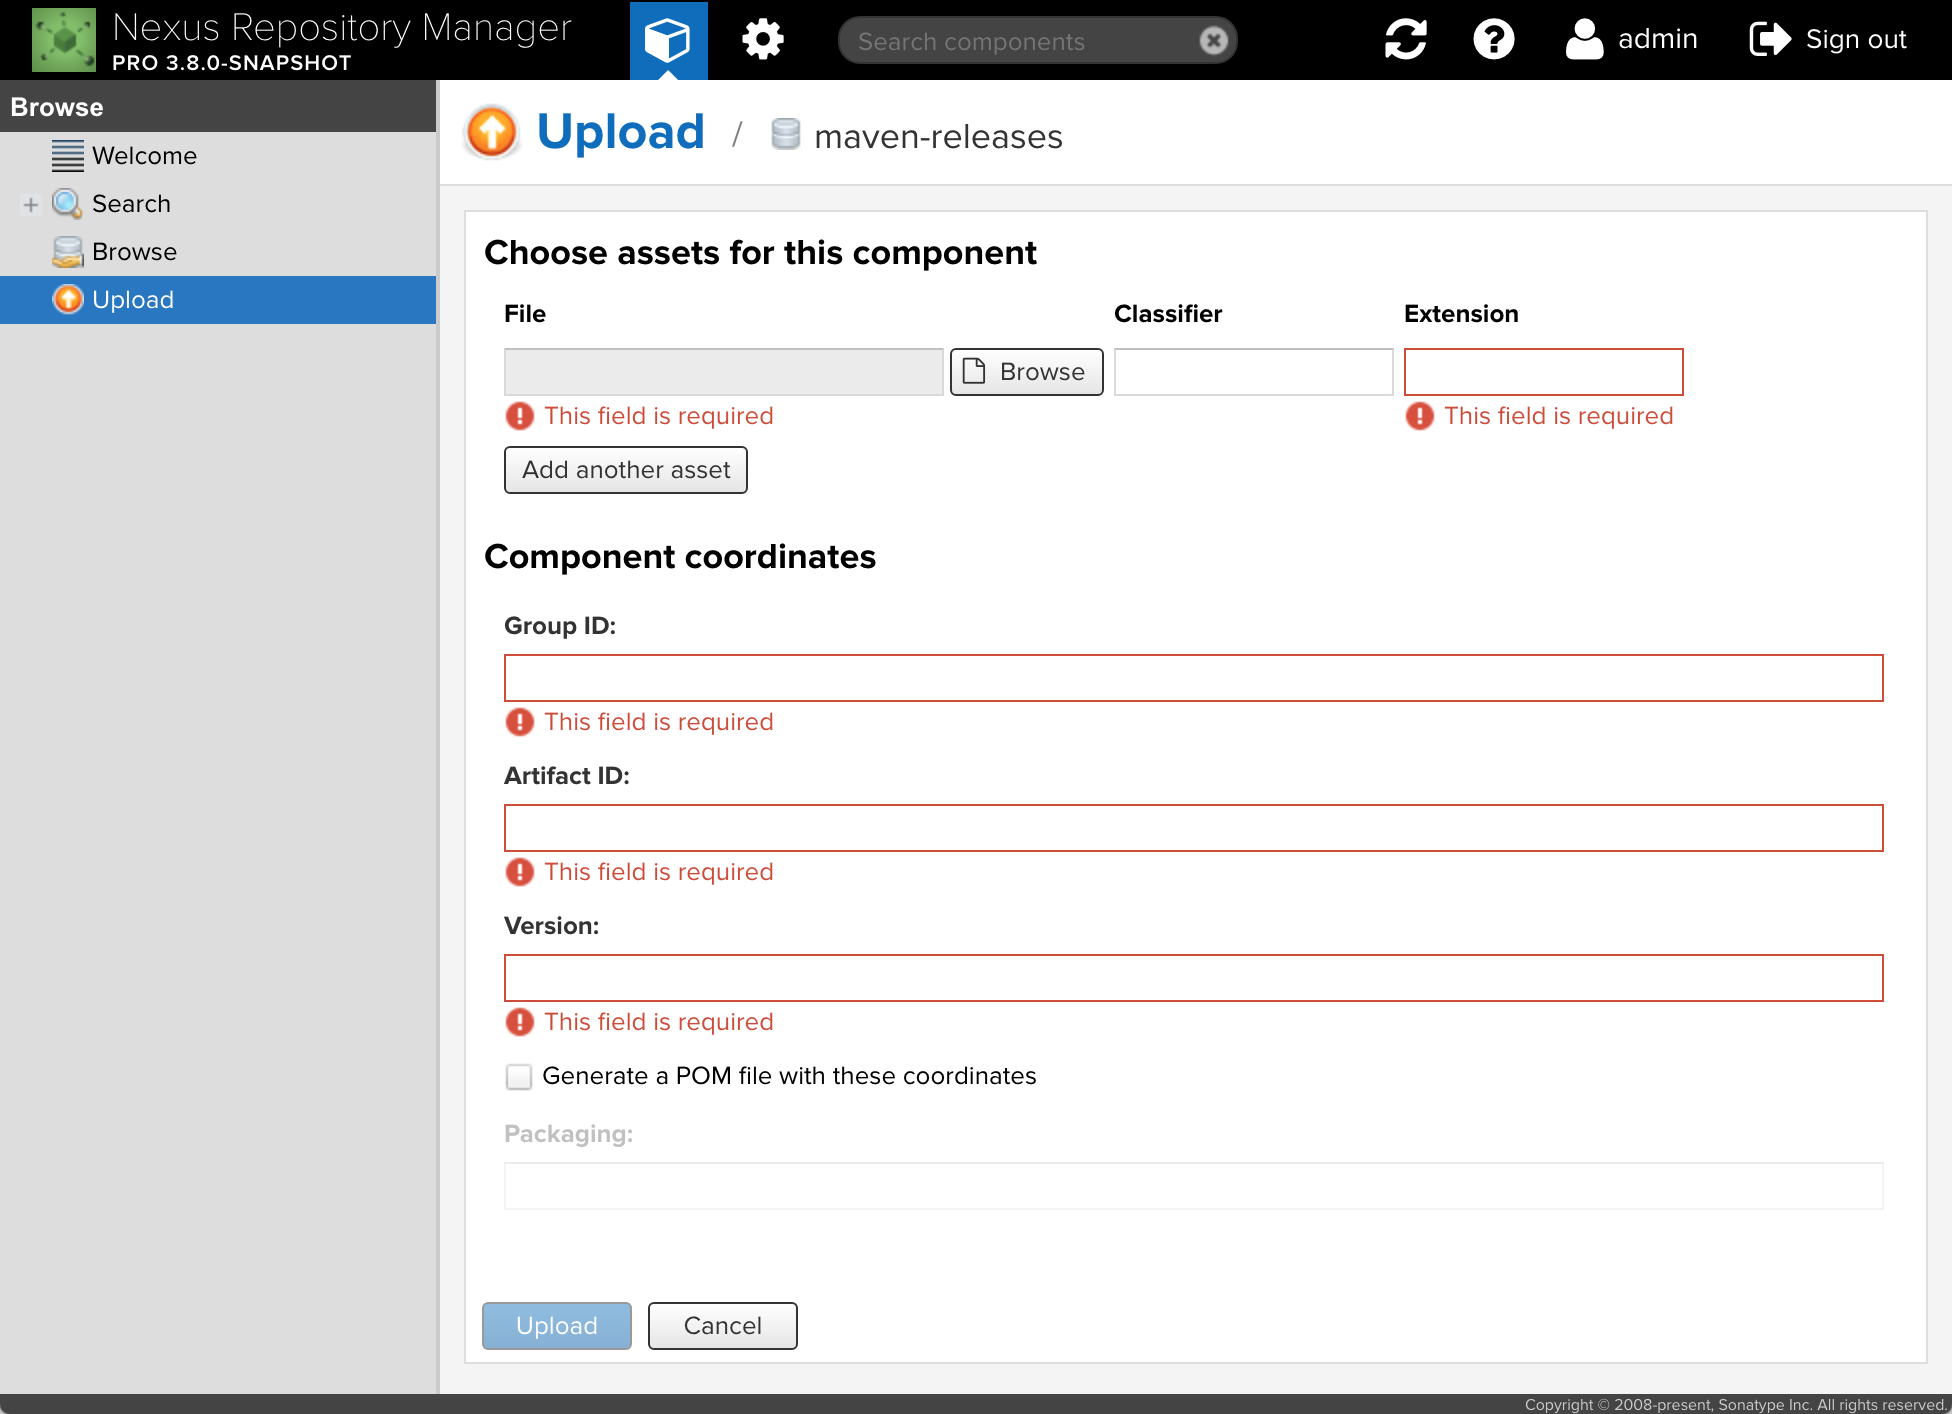 Nexus Repository Manager
PRO 3.8.0-SNAPSHOT
Search components
admin
Sign out
Browse
Welcome
Search
Browse
Upload
Upload / maven-releases
Choose assets for this component
File Classifier Extension
Browse
This field is required This field is required
Add another asset
Component coordinates
Group ID:
This field is required
Artifact ID:
This field is required
Version:
This field is required
Generate a POM file with these coordinates
Packaging:
Upload Cancel
Copyright © 2008-present, Sonatype Inc. All rights reserved.